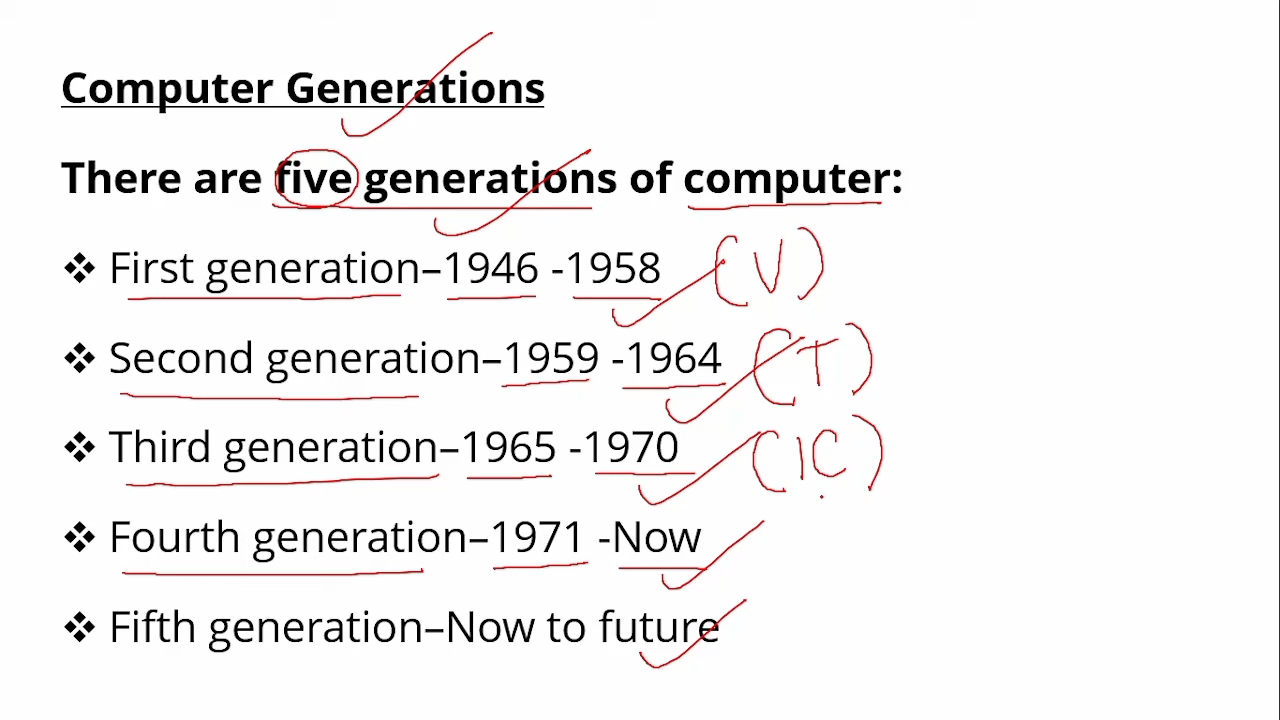 Computer Generations
There are five generations of computer:
❖ First generation–1946 -1958 (V)
❖ Second generation–1959 -1964 (T)
❖ Third generation–1965 -1970 (IC)
❖ Fourth generation–1971 -Now
❖ Fifth generation–Now to future